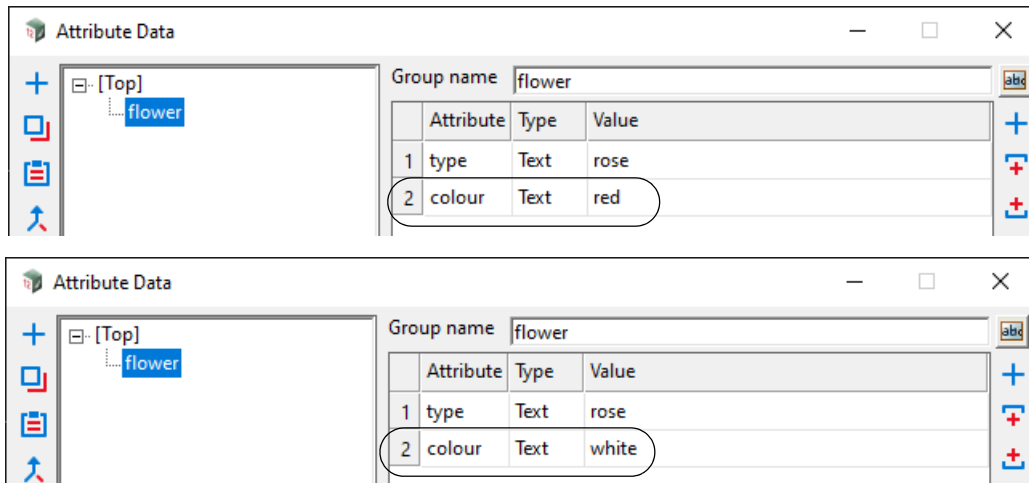 Attribute Data
[Top]
flower
Group name flower
Attribute Type Value
1 type Text rose
2 colour Text red
Attribute Data
[Top]
flower
Group name flower
Attribute Type Value
1 type Text rose
2 colour Text white